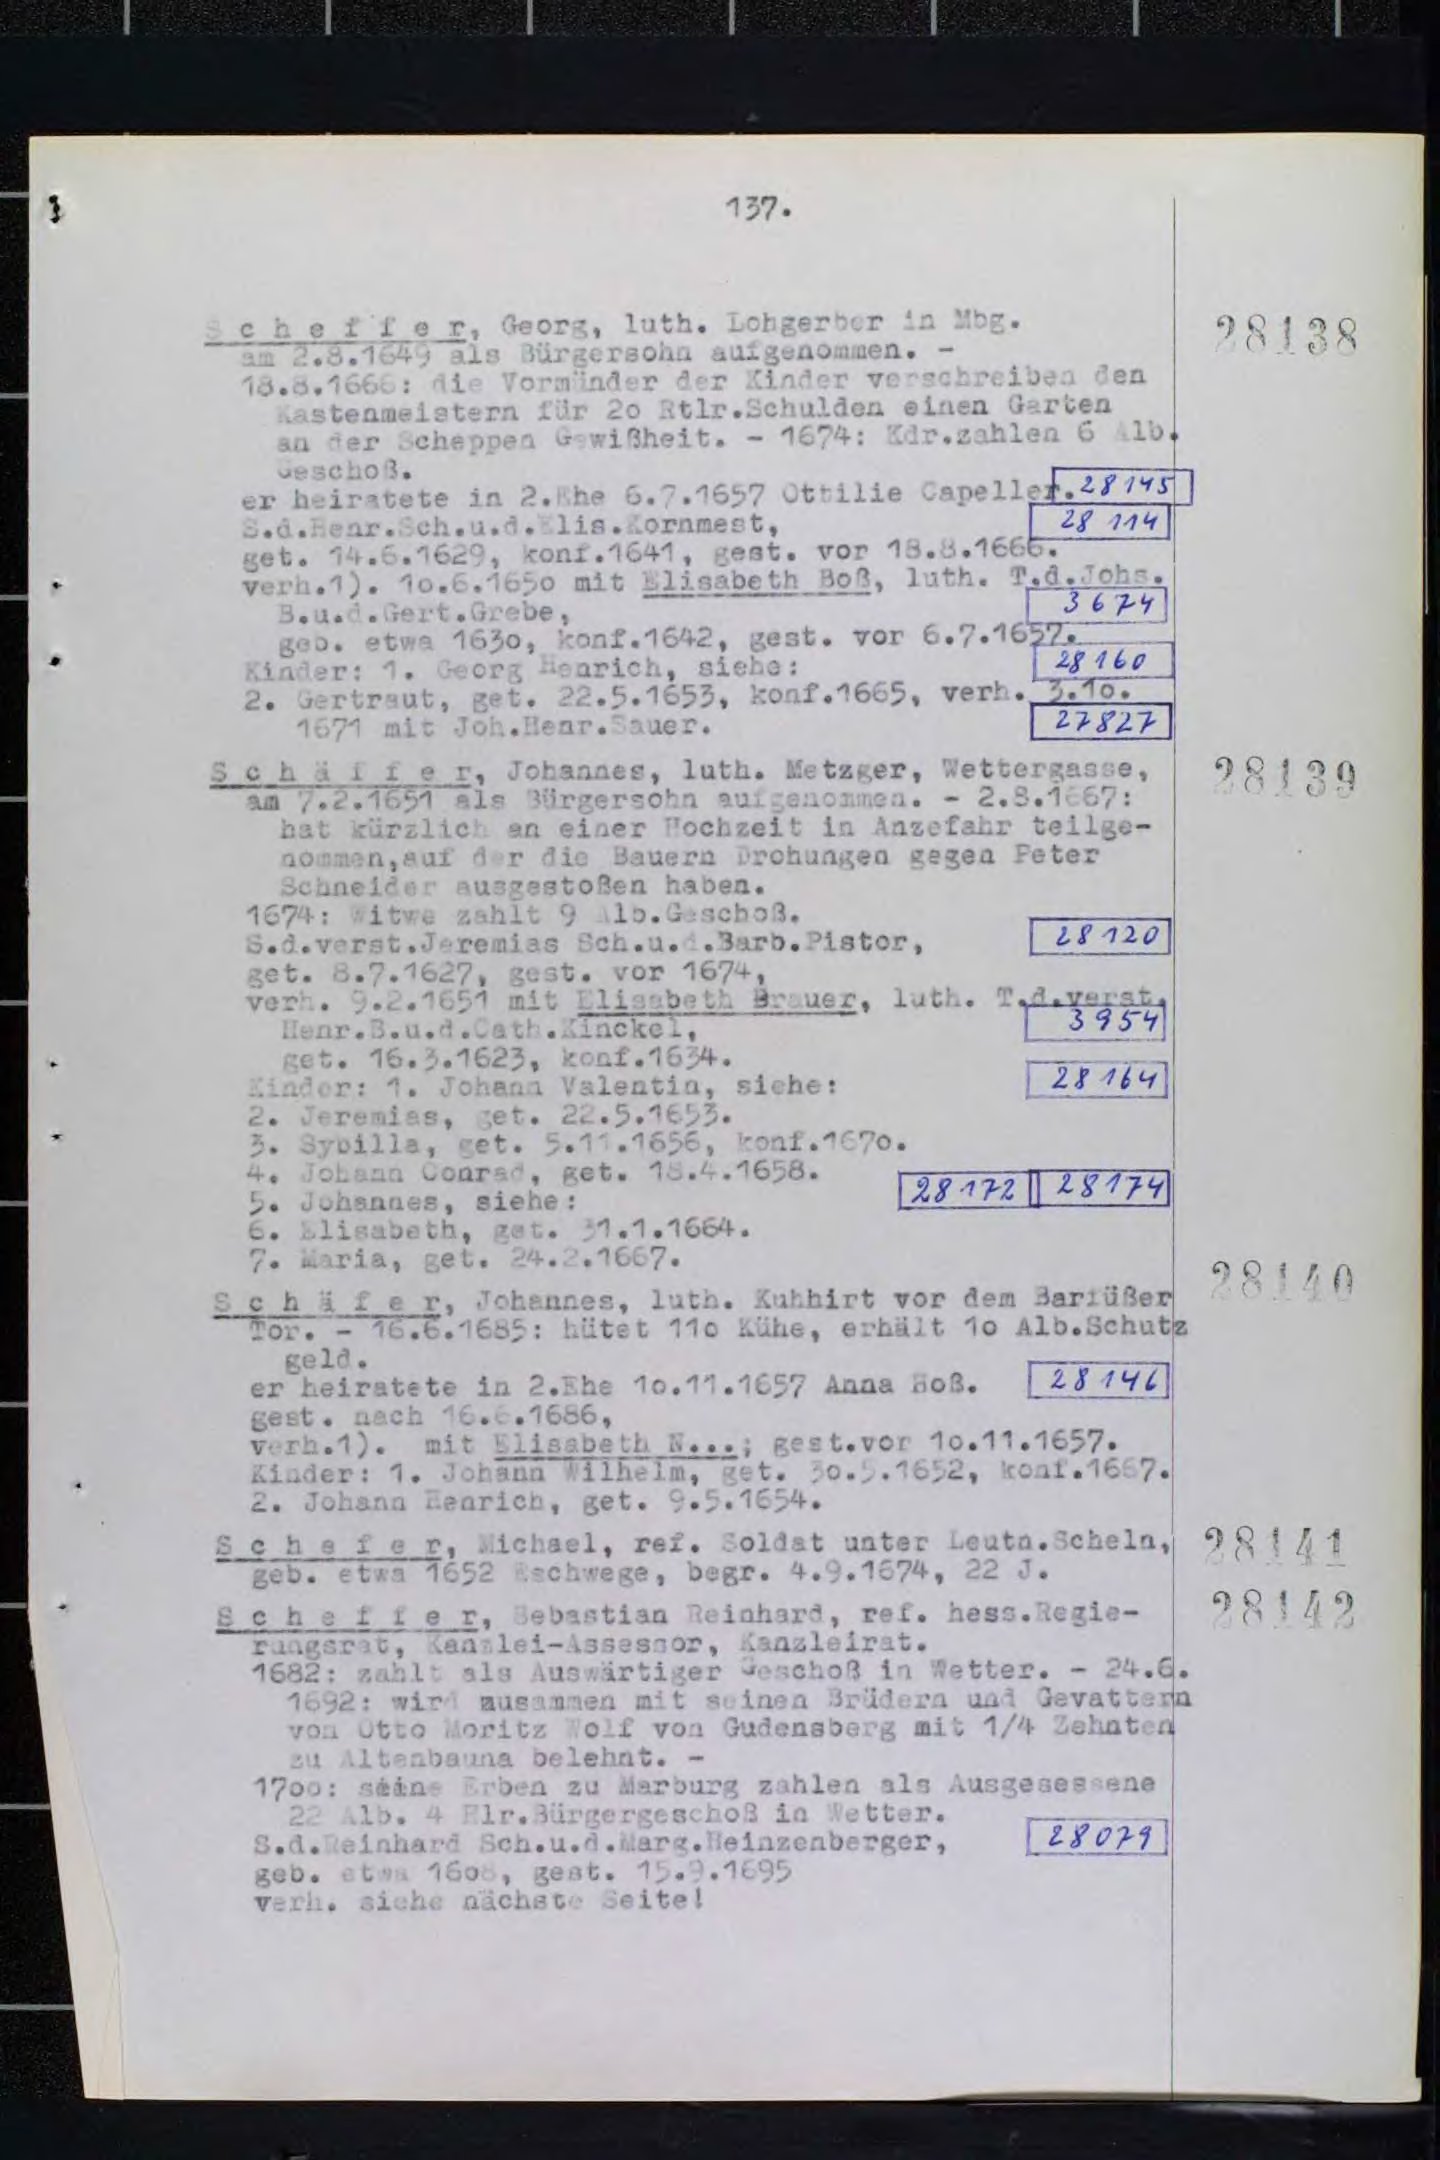 137.
S c h e f f e r, Georg, luth. Lohgerber in Mbg. 28138
am 2.8.1649 als Bürgersohn aufgenommen. -
18.8.1666: die Vormünder der Kinder verschreiben den
Kastenmeistern für 2o Rtlr.Schulden einen Garten
an der Scheppen Gewißheit. - 1674: Kdr.zahlen 6 Alb.
Geschoß.
er heiratete in 2.Ehe 6.7.1657 Ottilie Capeller. 28145
S.d.Henr.Sch.u.d.Elis.Kornmest, 28 114
get. 14.6.1629, konf.1641, gest. vor 18.8.1666.
verh.1). 1o.6.165o mit Elisabeth Boß, luth. T.d.Johs.
B.u.d.Gert.Grebe, 3674
geb. etwa 163o, konf.1642, gest. vor 6.7.1657.
Kinder: 1. Georg Henrich, siehe: 28160
2. Gertraut, get. 22.5.1653, konf.1665, verh. 3.1o.
1671 mit Joh.Henr.Sauer. 27827
S c h ä f f e r, Johannes, luth. Metzger, Wettergasse, 28139
am 7.2.1651 als Bürgersohn aufgenommen. - 2.8.1667:
hat kürzlich an einer Hochzeit in Anzefahr teilge-
nommen,auf der die Bauern Drohungen gegen Peter
Schneider ausgestoßen haben.
1674: Witwe zahlt 9 Alb.Geschoß.
S.d.verst.Jeremias Sch.u.d.Barb.Pistor, 28120
get. 8.7.1627, gest. vor 1674,
verh. 9.2.1651 mit Elisabeth Brauer, luth. T.d.verst.
Henr.B.u.d.Cath.Kinckel, 3954
get. 16.3.1623, konf.1634.
Kinder: 1. Johann Valentin, siehe: 28164
2. Jeremias, get. 22.5.1653.
3. Sybilla, get. 5.11.1656, konf.167o.
4. Johann Conrad, get. 18.4.1658.
5. Johannes, siehe: 28172 28174
6. Elisabeth, get. 31.1.1664.
7. Maria, get. 24.2.1667.
S c h ä f e r, Johannes, luth. Kuhhirt vor dem Barfüßer 28140
Tor. - 16.6.1685: hütet 11o Kühe, erhält 1o Alb.Schutz
geld.
er heiratete in 2.Ehe 1o.11.1657 Anna Hoß. 28146
gest. nach 16.6.1686,
verh.1). mit Elisabeth N...; gest.vor 1o.11.1657.
Kinder: 1. Johann Wilhelm, get. 3o.5.1652, konf.1667.
2. Johann Henrich, get. 9.5.1654.
S c h e f e r, Michael, ref. Soldat unter Leutn.Scheln, 28141
geb. etwa 1652 Eschwege, begr. 4.9.1674, 22 J.
S c h e f f e r, Sebastian Reinhard, ref. hess.Regie- 28142
rungsrat, Kanzlei-Assessor, Kanzleirat.
1682: zahlt als Auswärtiger Geschoß in Wetter. - 24.6.
1692: wird zusammen mit seinen Brüdern und Gevattern
von Otto Moritz Wolf von Gudensberg mit 1/4 Zehnten
zu Altenbauna belehnt. -
17oo: seine Erben zu Marburg zahlen als Ausgesessene
22 Alb. 4 Hlr.Bürgergeschoß in Wetter.
S.d.Reinhard Sch.u.d.Marg.Heinzenberger, 28079
geb. etwa gest. 15.9.1695
verh. siehe nächste Seite!